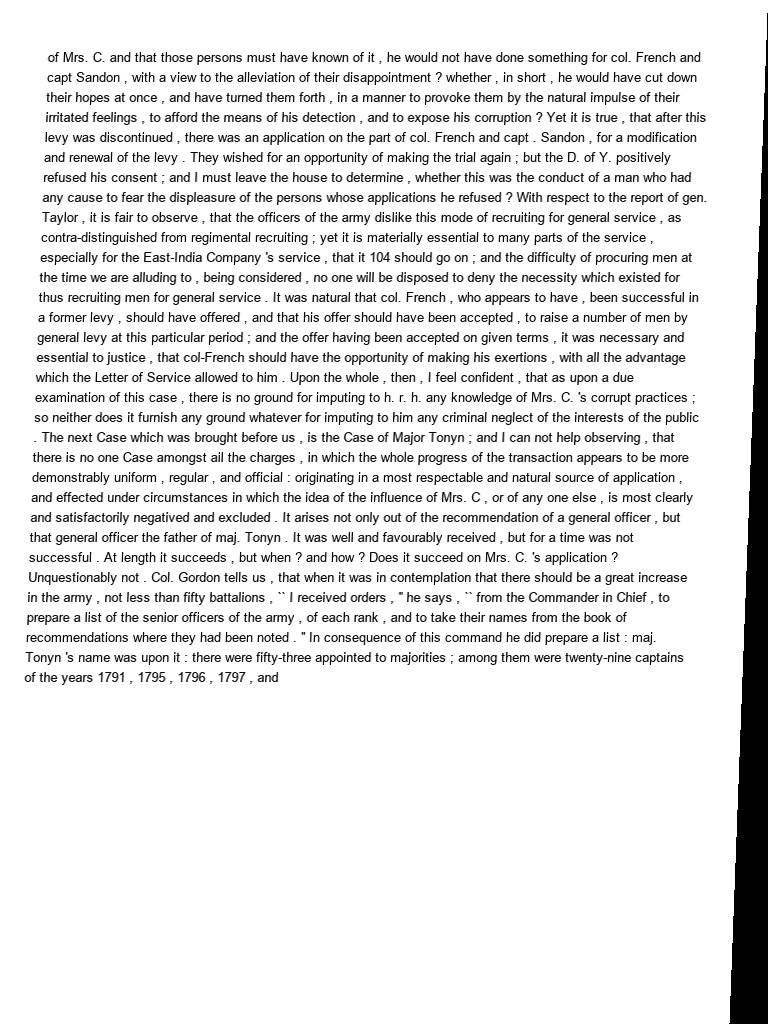 of Mrs. C. and that those persons must have known of it , he would not have done something for col. French and
capt Sandon , with a view to the alleviation of their disappointment ? whether , in short , he would have cut down
their hopes at once , and have turned them forth , in a manner to provoke them by the natural impulse of their
irritated feelings , to afford the means of his detection , and to expose his corruption ? Yet it is true , that after this
levy was discontinued , there was an application on the part of col. French and capt . Sandon , for a modification
and renewal of the levy . They wished for an opportunity of making the trial again ; but the D. of Y. positively
refused his consent ; and I must leave the house to determine , whether this was the conduct of a man who had
any cause to fear the displeasure of the persons whose applications he refused ? With respect to the report of gen.
Taylor , it is fair to observe , that the officers of the army dislike this mode of recruiting for general service , as
contra-distinguished from regimental recruiting ; yet it is materially essential to many parts of the service ,
especially for the East-India Company 's service , that it 104 should go on ; and the difficulty of procuring men at
the time we are alluding to , being considered , no one will be disposed to deny the necessity which existed for
thus recruiting men for general service . It was natural that col. French , who appears to have , been successful in
a former levy , should have offered , and that his offer should have been accepted , to raise a number of men by
general levy at this particular period ; and the offer having been accepted on given terms , it was necessary and
essential to justice , that col-French should have the opportunity of making his exertions , with all the advantage
which the Letter of Service allowed to him . Upon the whole , then , I feel confident , that as upon a due
examination of this case , there is no ground for imputing to h. r. h. any knowledge of Mrs. C. 's corrupt practices ;
so neither does it furnish any ground whatever for imputing to him any criminal neglect of the interests of the public
. The next Case which was brought before us , is the Case of Major Tonyn ; and I can not help observing , that
there is no one Case amongst ail the charges , in which the whole progress of the transaction appears to be more
demonstrably uniform , regular , and official : originating in a most respectable and natural source of application ,
and effected under circumstances in which the idea of the influence of Mrs. C , or of any one else , is most clearly
and satisfactorily negatived and excluded . It arises not only out of the recommendation of a general officer , but
that general officer the father of maj. Tonyn . It was well and favourably received , but for a time was not
successful . At length it succeeds , but when ? and how ? Does it succeed on Mrs. C. 's application ?
Unquestionably not . Col. Gordon tells us , that when it was in contemplation that there should be a great increase
in the army , not less than fifty battalions , `` I received orders , " he says , `` from the Commander in Chief , to
prepare a list of the senior officers of the army , of each rank , and to take their names from the book of
recommendations where they had been noted . " In consequence of this command he did prepare a list : maj.
Tonyn 's name was upon it : there were fifty-three appointed to majorities ; among them were twenty-nine captains
of the years 1791 , 1795 , 1796 , 1797 , and